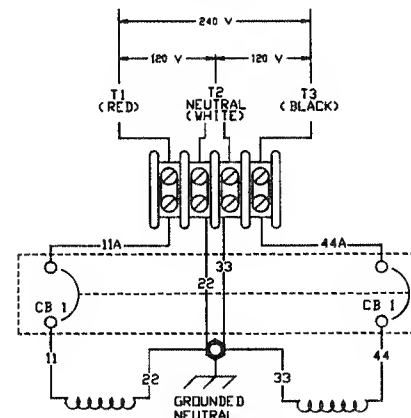 240 V
120 V
120 V
T1
(RED)
T2
NEUTRAL
(WHITE)
T3
(BLACK)
11A
44A
33
22
CB 1
CB 1
11
22
33
44
GROUNDED
NEUTRAL